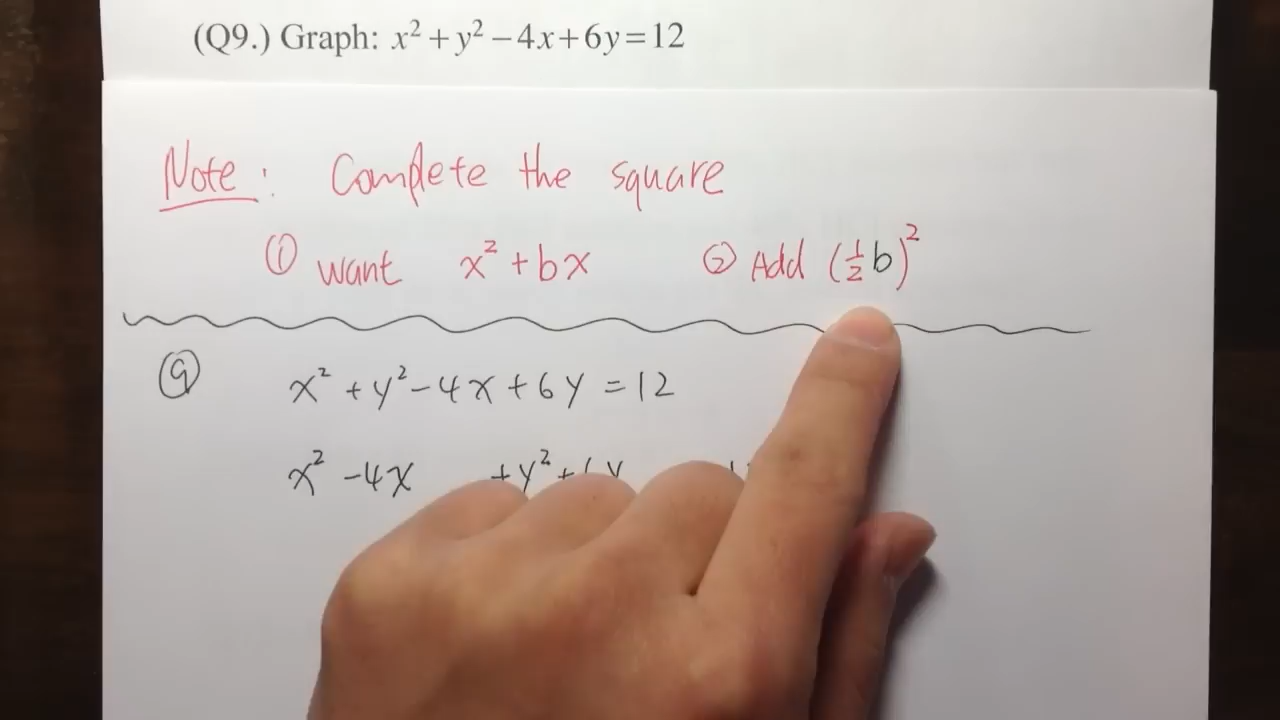 (Q9.) Graph: x² + y² − 4x + 6y = 12
Note: Complete the square
① want x² + bx ② Add (½b)²
⑨ x² + y² − 4x + 6y = 12
x² − 4x + y² +